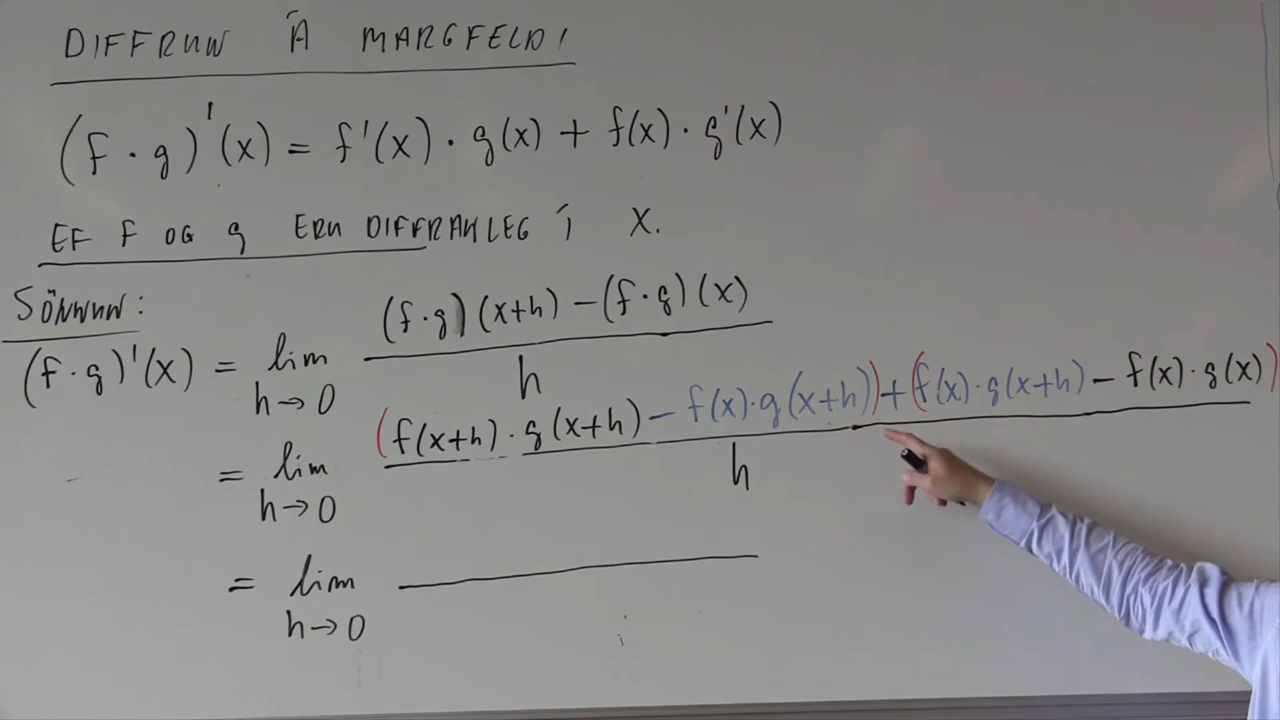 DIFFRUN Á MARGFELDI
(f · g)'(x) = f'(x) · g(x) + f(x) · g'(x)
EF F OG g ERU DIFFRANLEG Í X.
SÖNNUN:
(f · g)'(x) = lim h→0 (f · g)(x+h) − (f · g)(x) / h
= lim h→0 (f(x+h) · g(x+h) − f(x) · g(x+h)) + (f(x) · g(x+h) − f(x) · g(x)) / h
= lim h→0